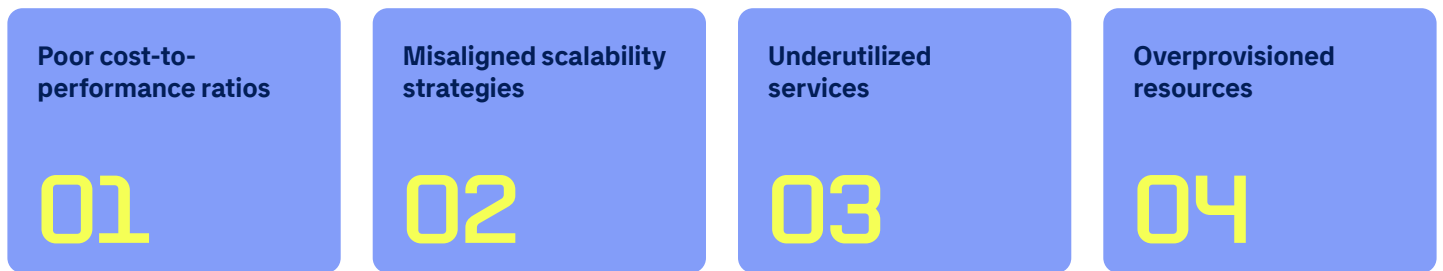 Poor cost-to-
performance ratios
01
Misaligned scalability
strategies
02
Underutilized
services
03
Overprovisioned
resources
04